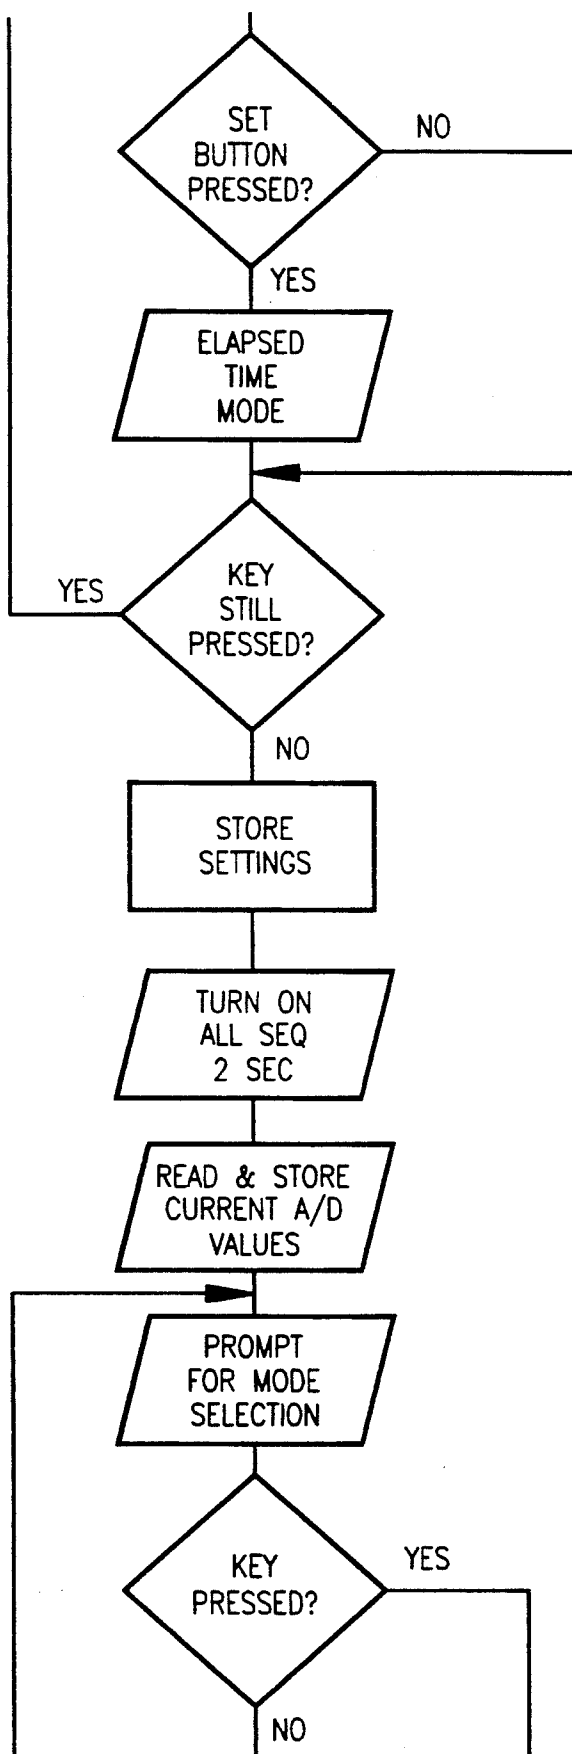 SET
BUTTON
PRESSED?
NO
YES
ELAPSED
TIME
MODE
YES
KEY
STILL
PRESSED?
NO
STORE
SETTINGS
TURN ON
ALL SEQ
2 SEC
READ & STORE
CURRENT A/D
VALUES
PROMPT
FOR MODE
SELECTION
KEY
PRESSED?
YES
NO